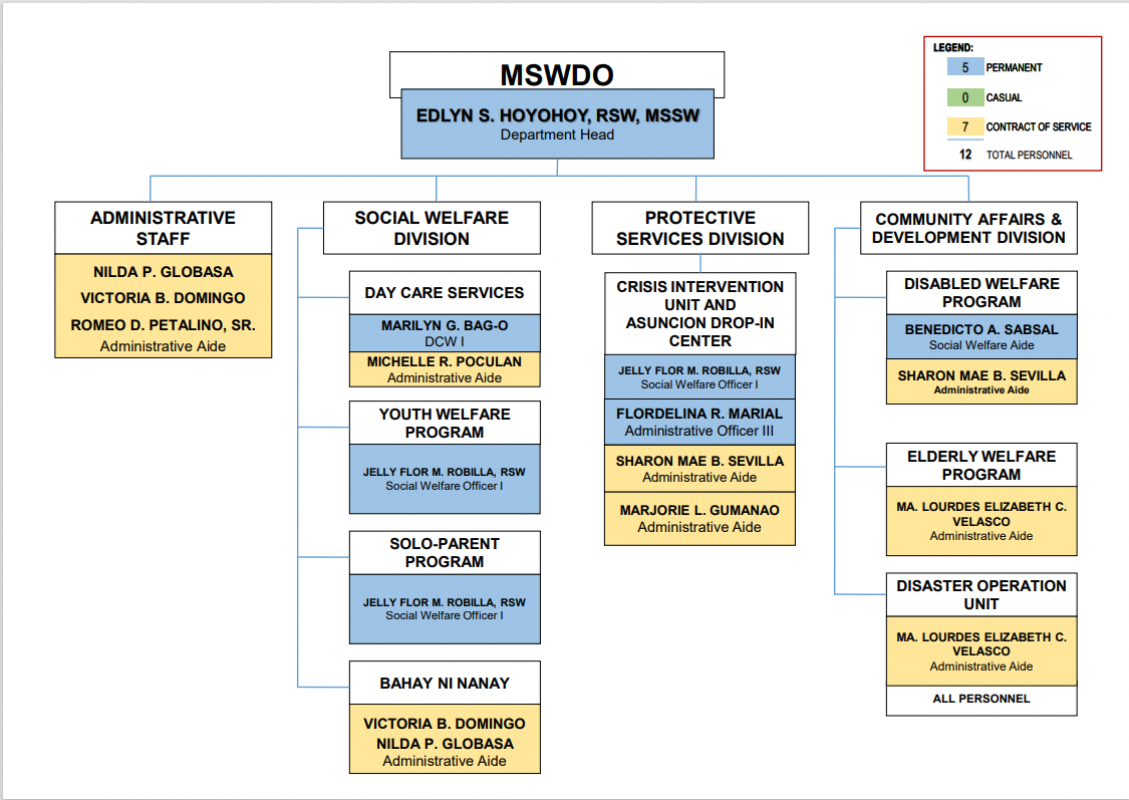 MSWDO
EDLYN S. HOYOHOY, RSW, MSSW
Department Head
LEGEND:
5 PERMANENT
0 CASUAL
7 CONTRACT OF SERVICE
12 TOTAL PERSONNEL
ADMINISTRATIVE
STAFF
NILDA P. GLOBASA
VICTORIA B. DOMINGO
ROMEO D. PETALINO, SR.
Administrative Aide
SOCIAL WELFARE
DIVISION
DAY CARE SERVICES
MARILYN G. BAG-O
DCW I
MICHELLE R. POCULAN
Administrative Aide
YOUTH WELFARE
PROGRAM
JELLY FLOR M. ROBILLA, RSW
Social Welfare Officer I
SOLO-PARENT
PROGRAM
JELLY FLOR M. ROBILLA, RSW
Social Welfare Officer I
BAHAY NI NANAY
VICTORIA B. DOMINGO
NILDA P. GLOBASA
Administrative Aide
PROTECTIVE
SERVICES DIVISION
CRISIS INTERVENTION
UNIT AND
ASUNCION DROP-IN
CENTER
JELLY FLOR M. ROBILLA, RSW
Social Welfare Officer I
FLORDELINA R. MARIAL
Administrative Officer III
SHARON MAE B. SEVILLA
Administrative Aide
MARJORIE L. GUMANAO
Administrative Aide
COMMUNITY AFFAIRS &
DEVELOPMENT DIVISION
DISABLED WELFARE
PROGRAM
BENEDICTO A. SABSAL
Social Welfare Aide
SHARON MAE B. SEVILLA
Administrative Aide
ELDERLY WELFARE
PROGRAM
MA. LOURDES ELIZABETH C.
VELASCO
Administrative Aide
DISASTER OPERATION
UNIT
MA. LOURDES ELIZABETH C.
VELASCO
Administrative Aide
ALL PERSONNEL